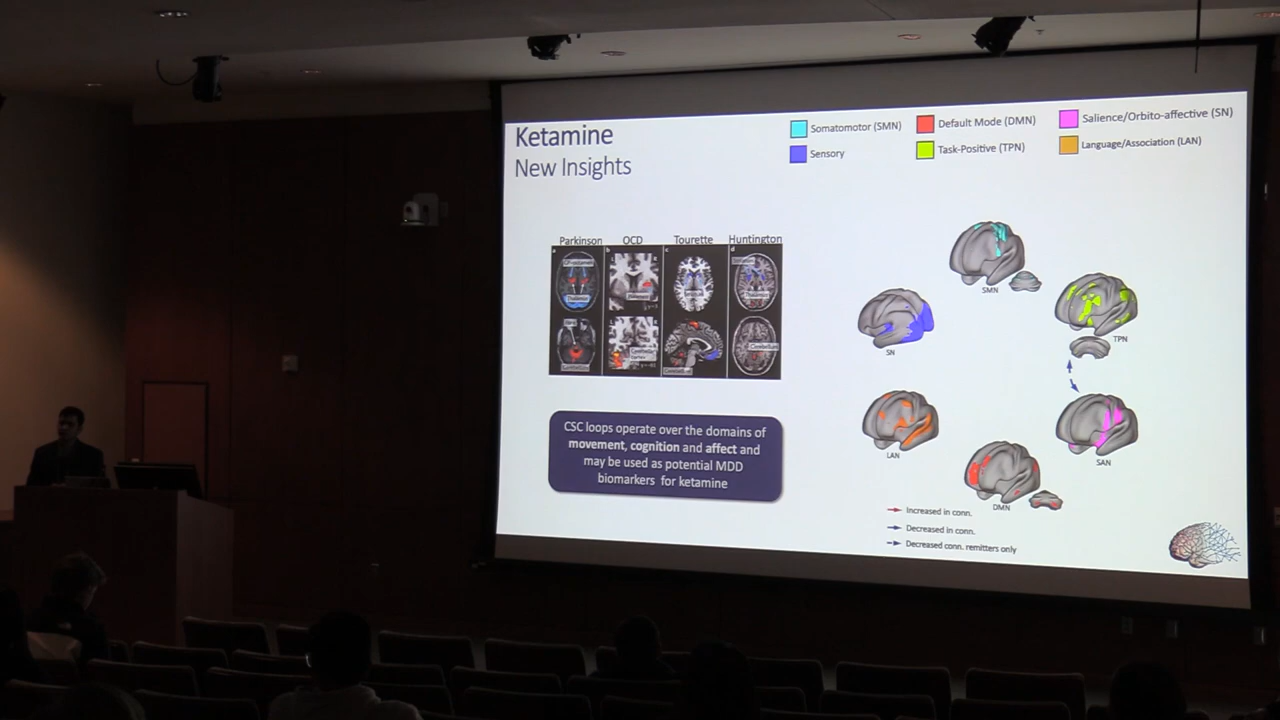 Ketamine
New Insights
Somatomotor (SMN)
Default Mode (DMN)
Salience/Orbito-affective (SN)
Sensory
Task-Positive (TPN)
Language/Association (LAN)
Parkinson
OCD
Tourette
Huntington
Thalamus
Cerebellum
CSC loops operate over the domains of
movement, cognition and affect and
may be used as potential MDD
biomarkers for ketamine
SMN
SN
TPN
LAN
SAN
DMN
Increased in conn.
Decreased in conn.
Decreased conn. remitters only